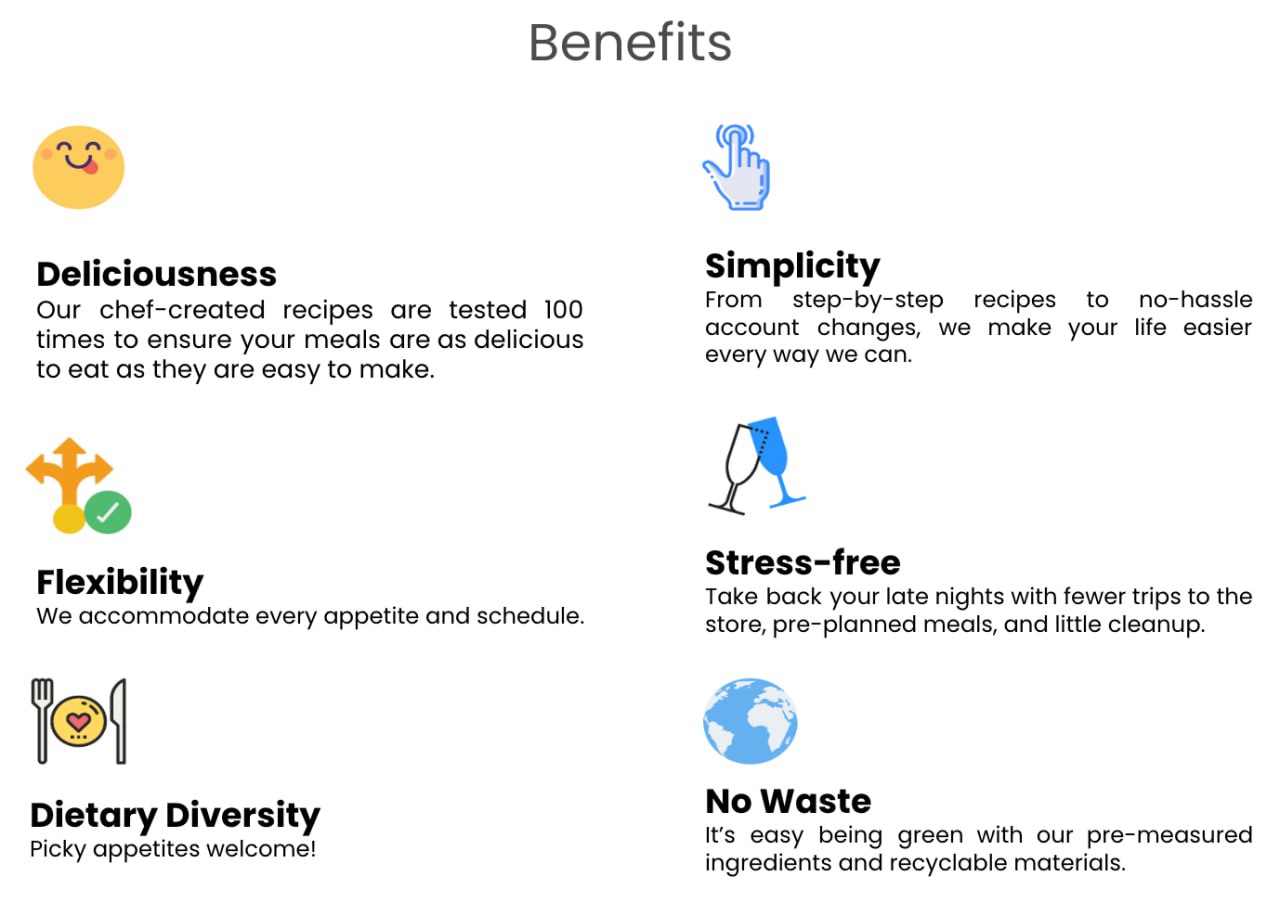 Benefits
Deliciousness
Our chef-created recipes are tested 100
times to ensure your meals are as delicious
to eat as they are easy to make.
Simplicity
From step-by-step recipes to no-hassle
account changes, we make your life easier
every way we can.
Flexibility
We accommodate every appetite and schedule.
Stress-free
Take back your late nights with fewer trips to the
store, pre-planned meals, and little cleanup.
Dietary Diversity
Picky appetites welcome!
No Waste
It’s easy being green with our pre-measured
ingredients and recyclable materials.